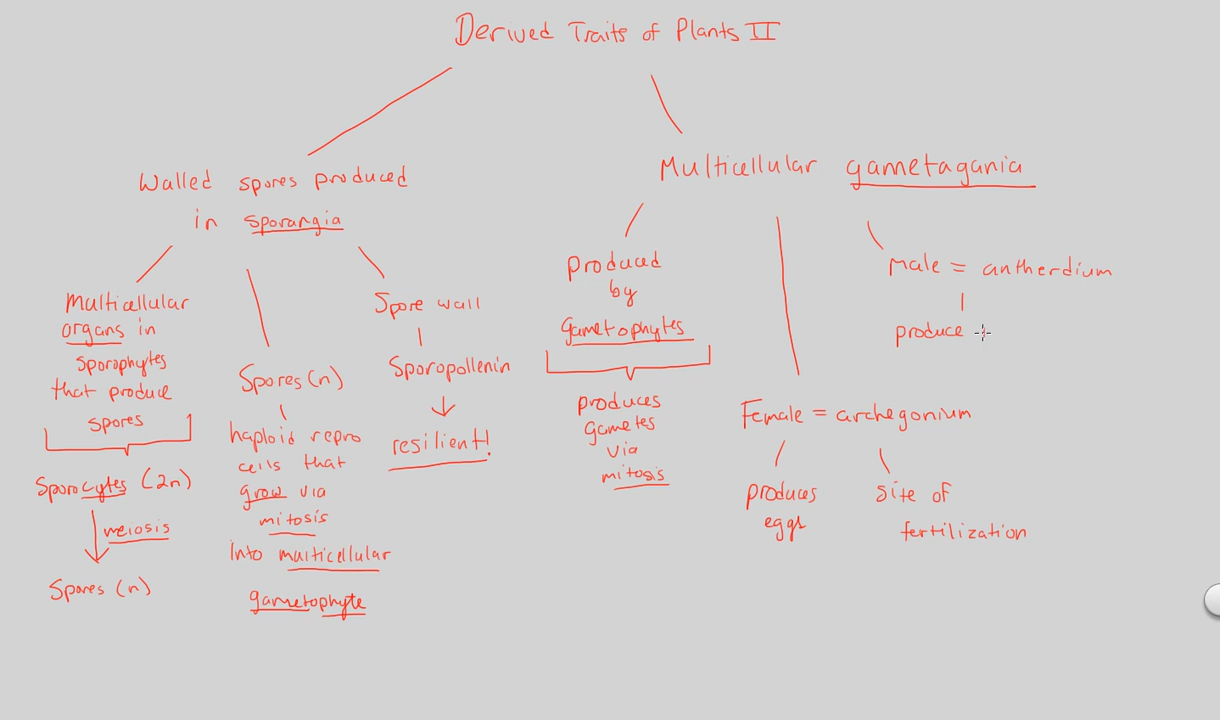 Derived Traits of Plants II
Walled spores produced
in sporangia
Multicellular
organs in
sporophytes
that produce
spores
Sporocytes (2n)
meiosis
Spores (n)
Spores (n)
haploid repro
cells that
grow via
mitosis
into multicellular
gametophyte
Spore wall
Sporopollenin
resilient!
Multicellular gametagania
Produced
by
gametophytes
produces
gametes
via
mitosis
Female = archegonium
produces
eggs
site of
fertilization
Male = antherdium
produce